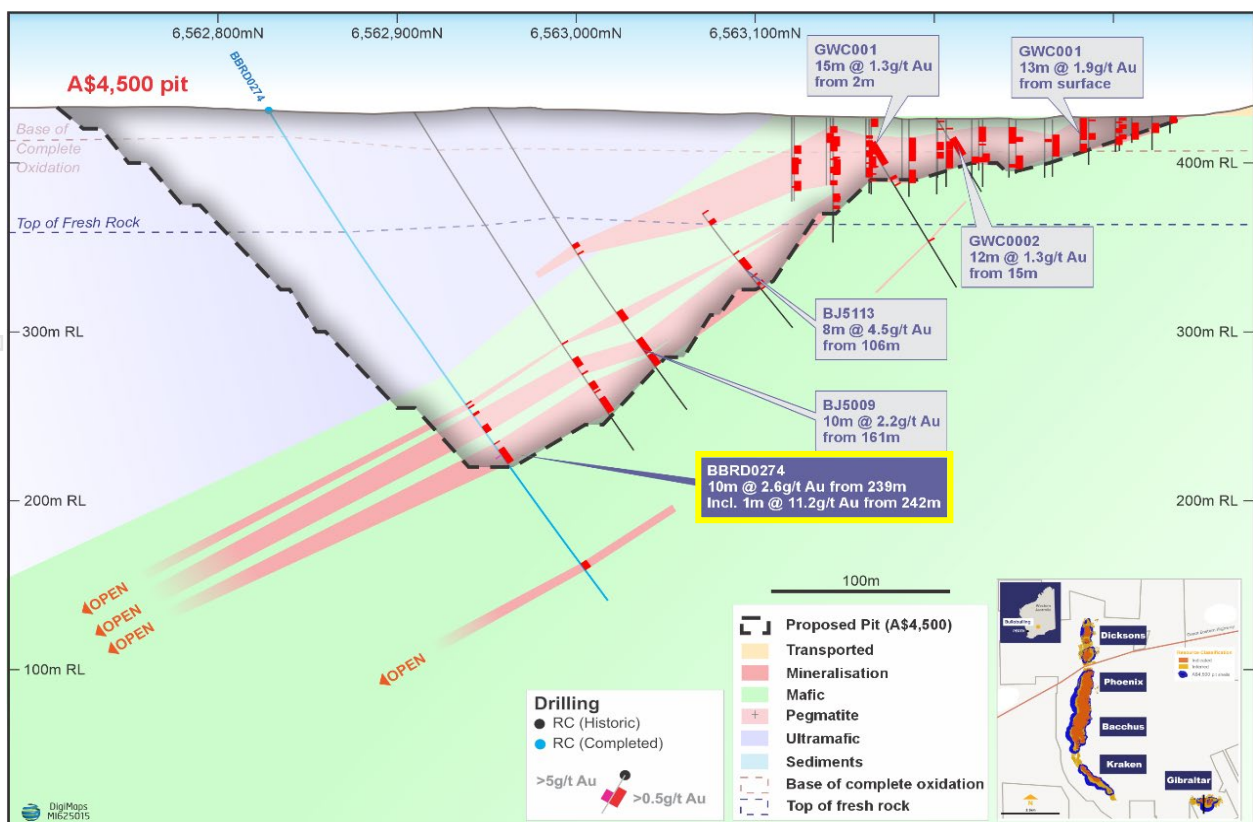 6,562,800mN
6,562,900mN
6,563,000mN
6,563,100mN
A$4,500 pit
BBRD0274
GWC001
15m @ 1.3g/t Au
from 2m
GWC001
13m @ 1.9g/t Au
from surface
Base of
Complete
Oxidation
400m RL
400m RL
Top of Fresh Rock
GWC0002
12m @ 1.3g/t Au
from 15m
300m RL
300m RL
BJ5113
8m @ 4.5g/t Au
from 106m
BJ5009
10m @ 2.2g/t Au
from 161m
BBRD0274
10m @ 2.6g/t Au from 239m
Incl. 1m @ 11.2g/t Au from 242m
200m RL
200m RL
OPEN
OPEN
OPEN
OPEN
100m RL
100m
Drilling
RC (Historic)
RC (Completed)
>5g/t Au
>0.5g/t Au
Proposed Pit (A$4,500)
Transported
Mineralisation
Mafic
Pegmatite
Ultramafic
Sediments
Base of complete oxidation
Top of fresh rock
Dicksons
Phoenix
Bacchus
Kraken
Gibraltar
Resource classification
Indicated
Inferred
DigiMaps
MI625015